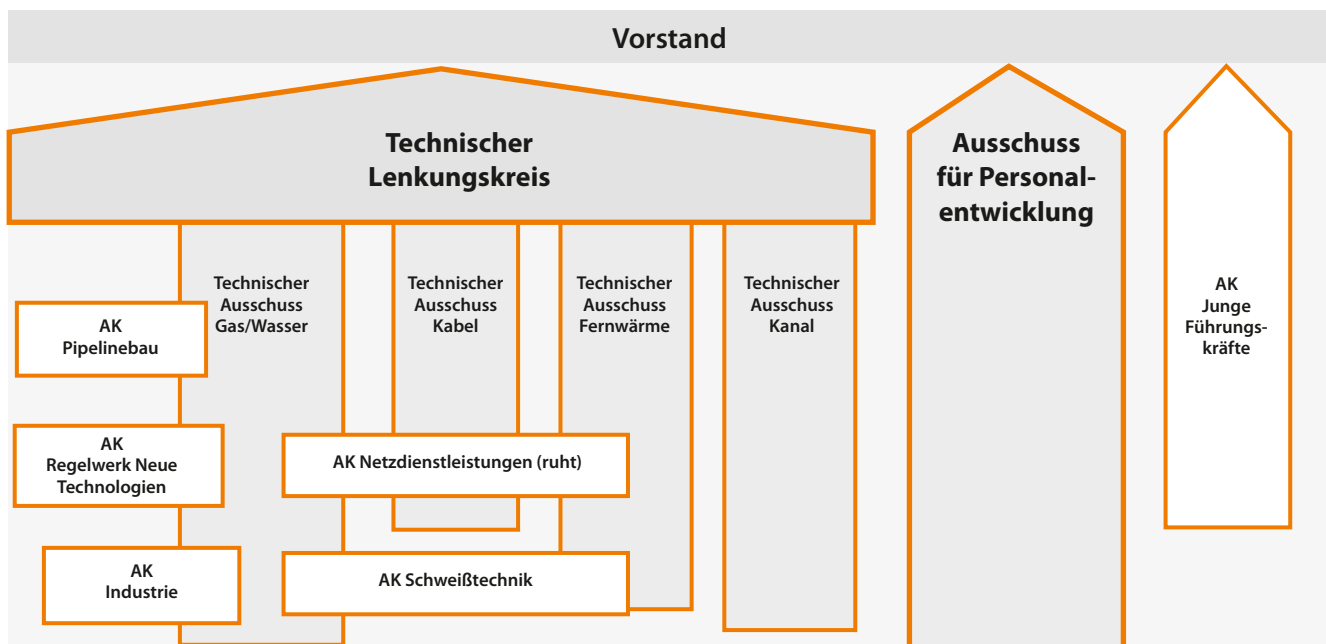 Vorstand
Technischer
Lenkungskreis
Ausschuss
für Personal-
entwicklung
AK
Junge
Führungs-
kräfte
Technischer
Ausschuss
Gas/Wasser
Technischer
Ausschuss
Kabel
Technischer
Ausschuss
Fernwärme
Technischer
Ausschuss
Kanal
AK
Pipelinebau
AK
Regelwerk Neue
Technologien
AK Netzdienstleistungen (ruht)
AK
Industrie
AK Schweißtechnik